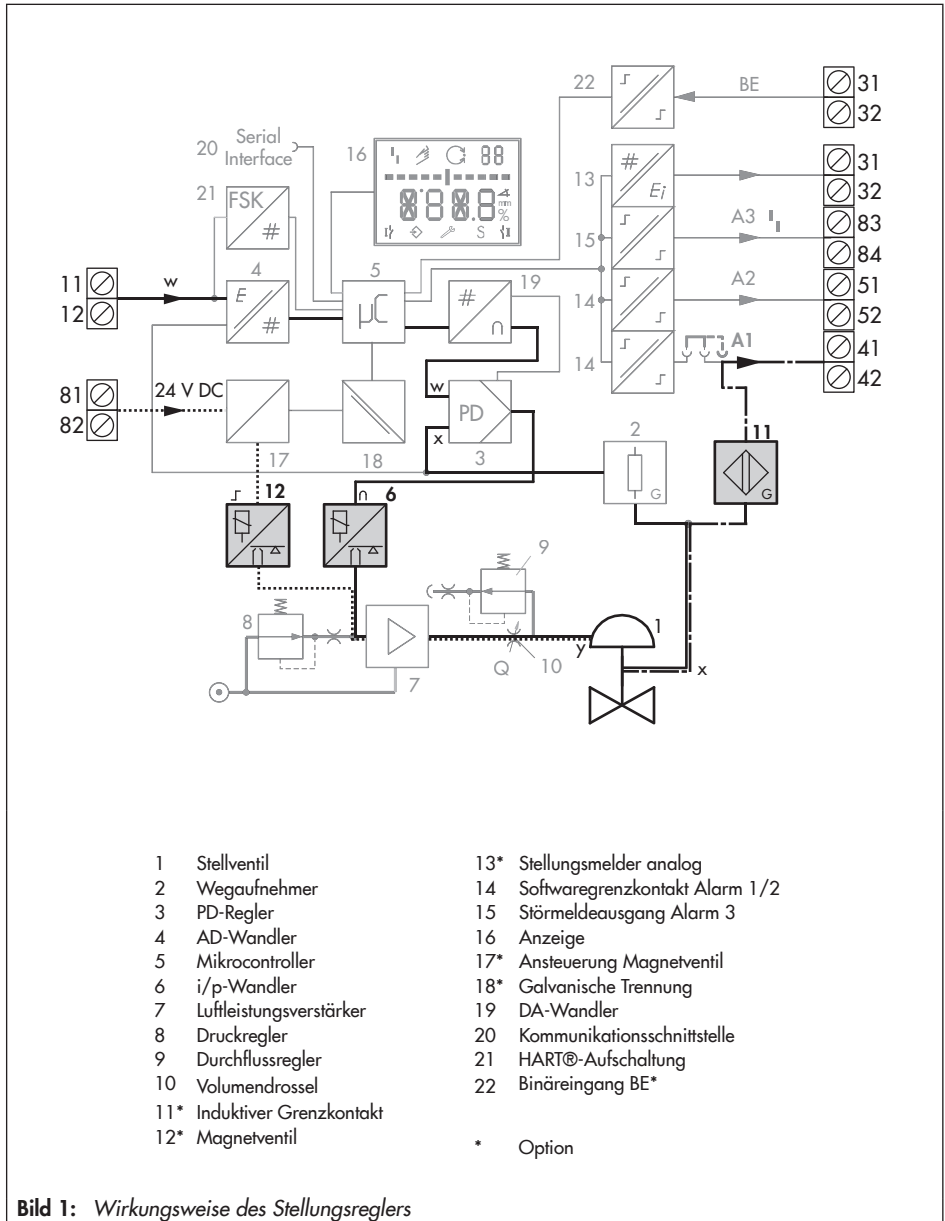 22
BE
31
32
20
Serial
Interface
16
88
mm
%
S
13
#
Ei
31
32
21
FSK
#
15
A3
83
84
11
12
w
4
E
#
5
µC
19
#
14
A2
51
52
14
A1
41
42
81
82
24 V DC
w
x
PD
3
2
G
11
G
17
18
12
6
9
8
7
Q
10
y
1
x
1 Stellventil
2 Wegaufnehmer
3 PD-Regler
4 AD-Wandler
5 Mikrocontroller
6 i/p-Wandler
7 Luftleistungsverstärker
8 Druckregler
9 Durchflussregler
10 Volumendrossel
11* Induktiver Grenzkontakt
12* Magnetventil
13* Stellungsmelder analog
14 Softwaregrenzkontakt Alarm 1/2
15 Störmeldeausgang Alarm 3
16 Anzeige
17* Ansteuerung Magnetventil
18* Galvanische Trennung
19 DA-Wandler
20 Kommunikationsschnittstelle
21 HART®-Aufschaltung
22 Binäreingang BE*
* Option
Bild 1: Wirkungsweise des Stellungsreglers